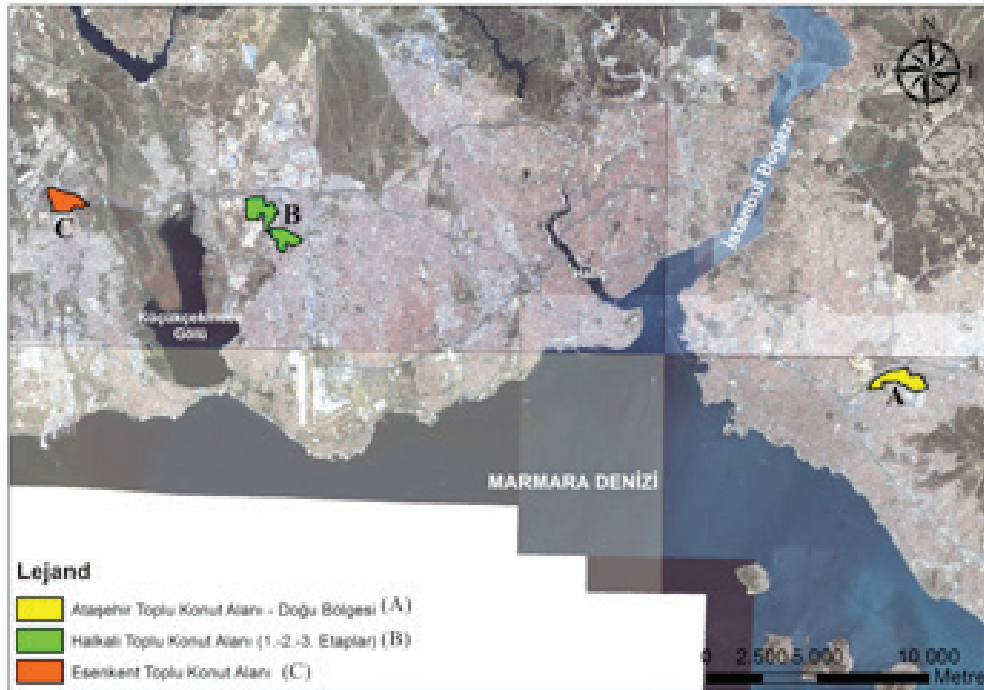 N
W E
İstanbul Boğazı
C
B
Küçükçekmece
Gölü
A
MARMARA DENİZİ
Lejand
Ataşehir Toplu Konut Alanı - Doğu Bölgesi (A)
Halkalı Toplu Konut Alanı (1.-2.-3. Etaplar) (B)
Esenkent Toplu Konut Alanı (C)
0 2.500 5.000 10.000
Metre